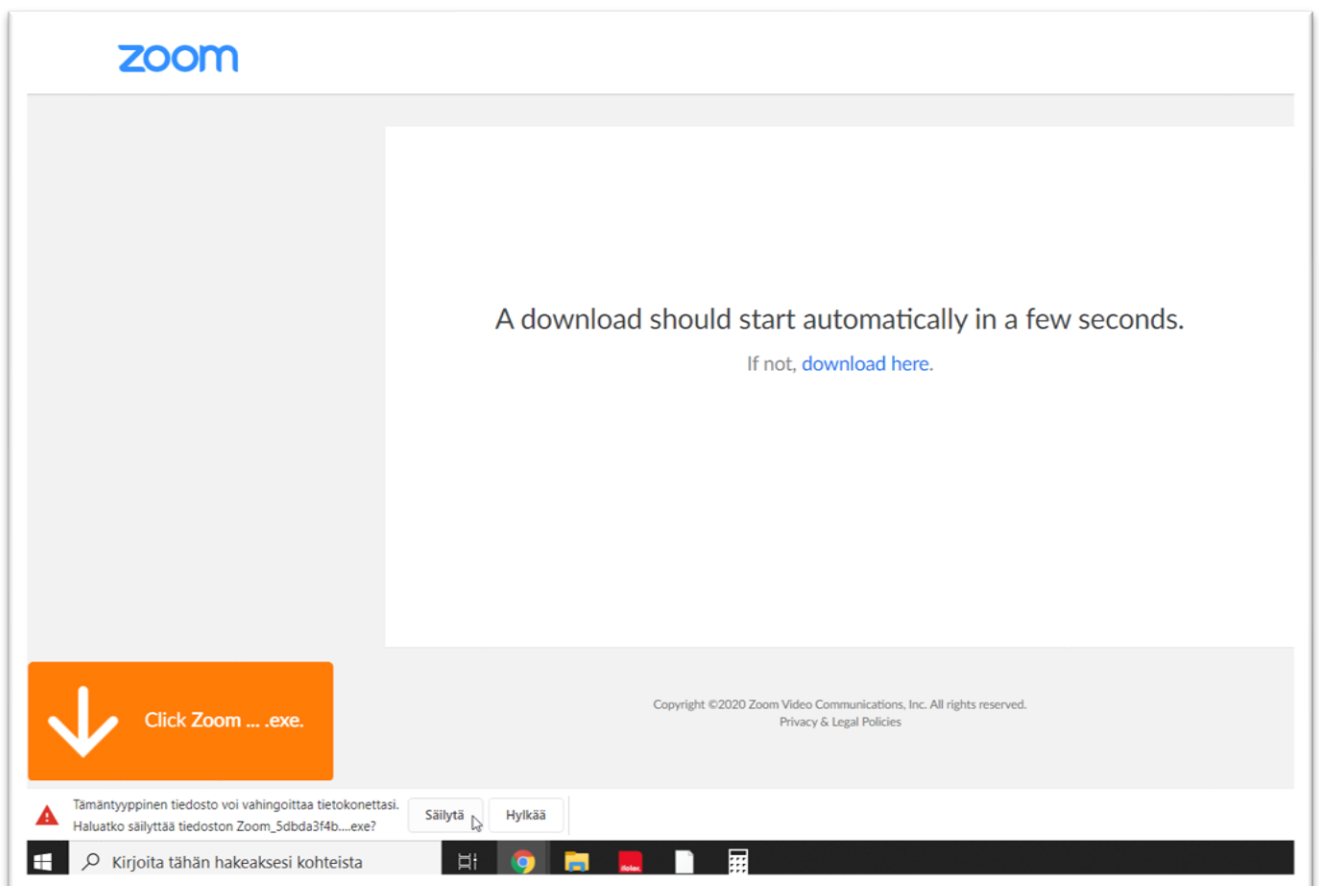 zoom
A download should start automatically in a few seconds.
If not, download here.
Click Zoom ... .exe.
Copyright ©2020 Zoom Video Communications, Inc. All rights reserved.
Privacy & Legal Policies
Tämäntyyppinen tiedosto voi vahingoittaa tietokonettasi.
Haluatko säilyttää tiedoston Zoom_5dbda3f4b....exe?
Säilytä
Hylkää
Kirjoita tähän hakeaksesi kohteista